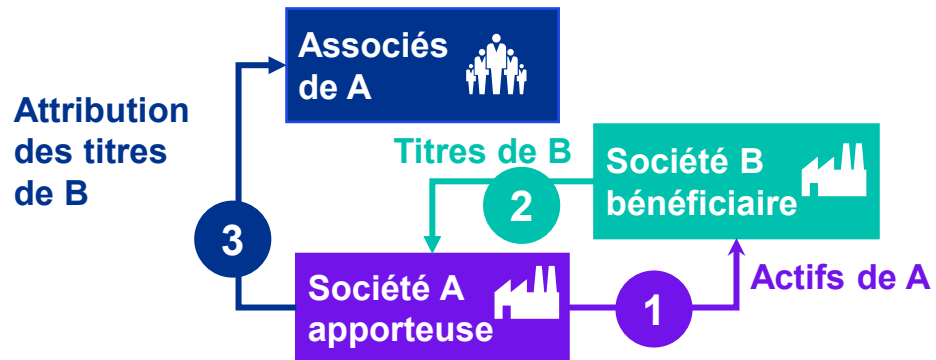 Associés
de A
Attribution
des titres
de B
Titres de B
Société B
bénéficiaire
2
3
Société A
apporteuse
1
Actifs de A